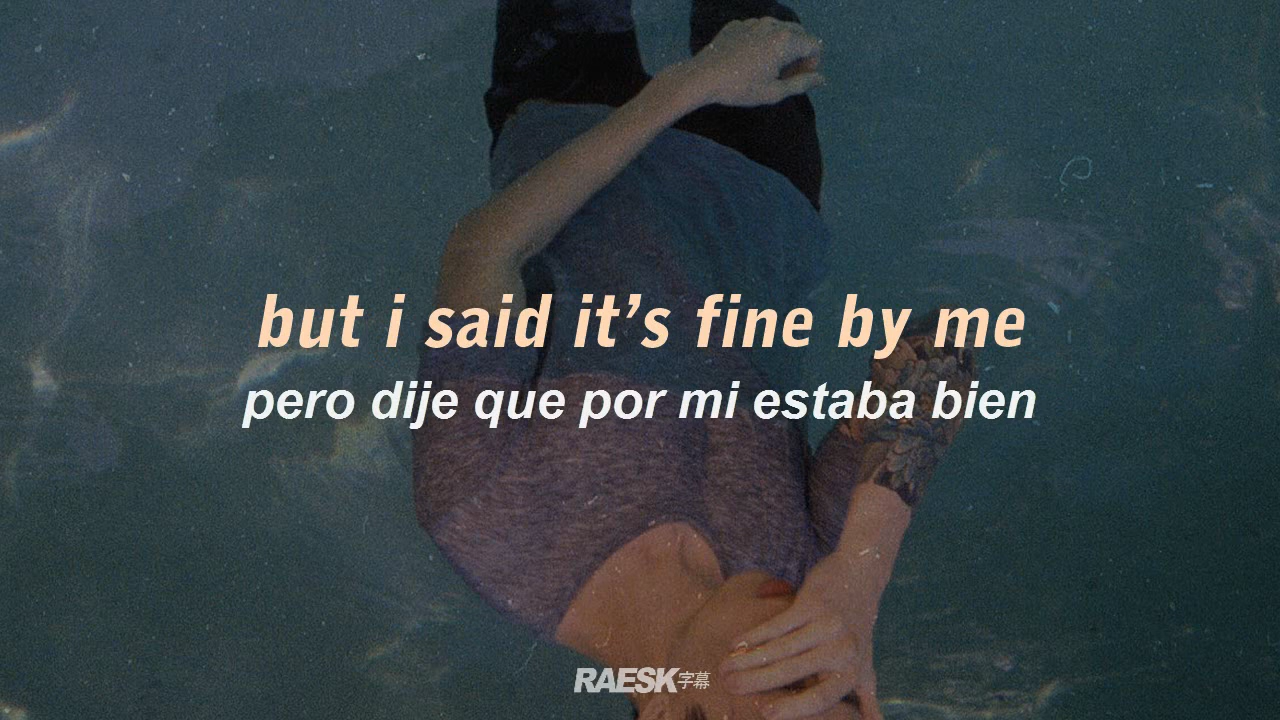 but i said it’s fine by me
pero dije que por mi estaba bien
RAESK字幕